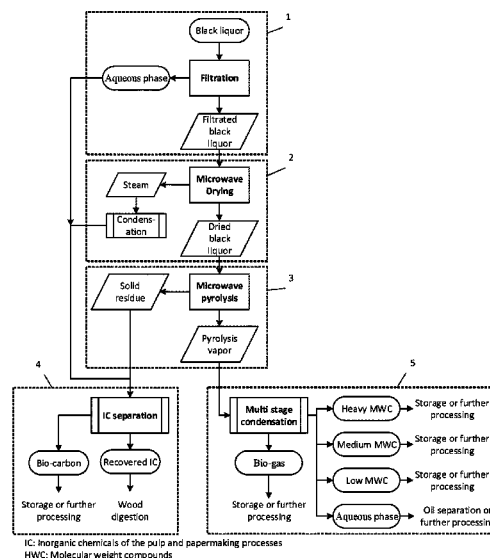 1
Black liquor
Aqueous phase
Filtration
Filtrated
black
liquor
2
Steam
Microwave
Drying
Condens-
ation
Dried
black
liquor
3
Solid
residue
Microwave
pyrolysis
Pyrolysis
vapor
4
5
IC separation
Bio-carbon
Recovered IC
Storage or further
processing
Wood
digestion
Multi stage
condensation
Bio-gas
Storage or further
processing
Heavy MWC
Storage or further
processing
Medium MWC
Storage or further
processing
Low MWC
Storage or further
processing
Aqueous phase
Oil separation or
further processing
IC: Inorganic chemicals of the pulp and papermaking processes
HWC: Molecular weight compounds